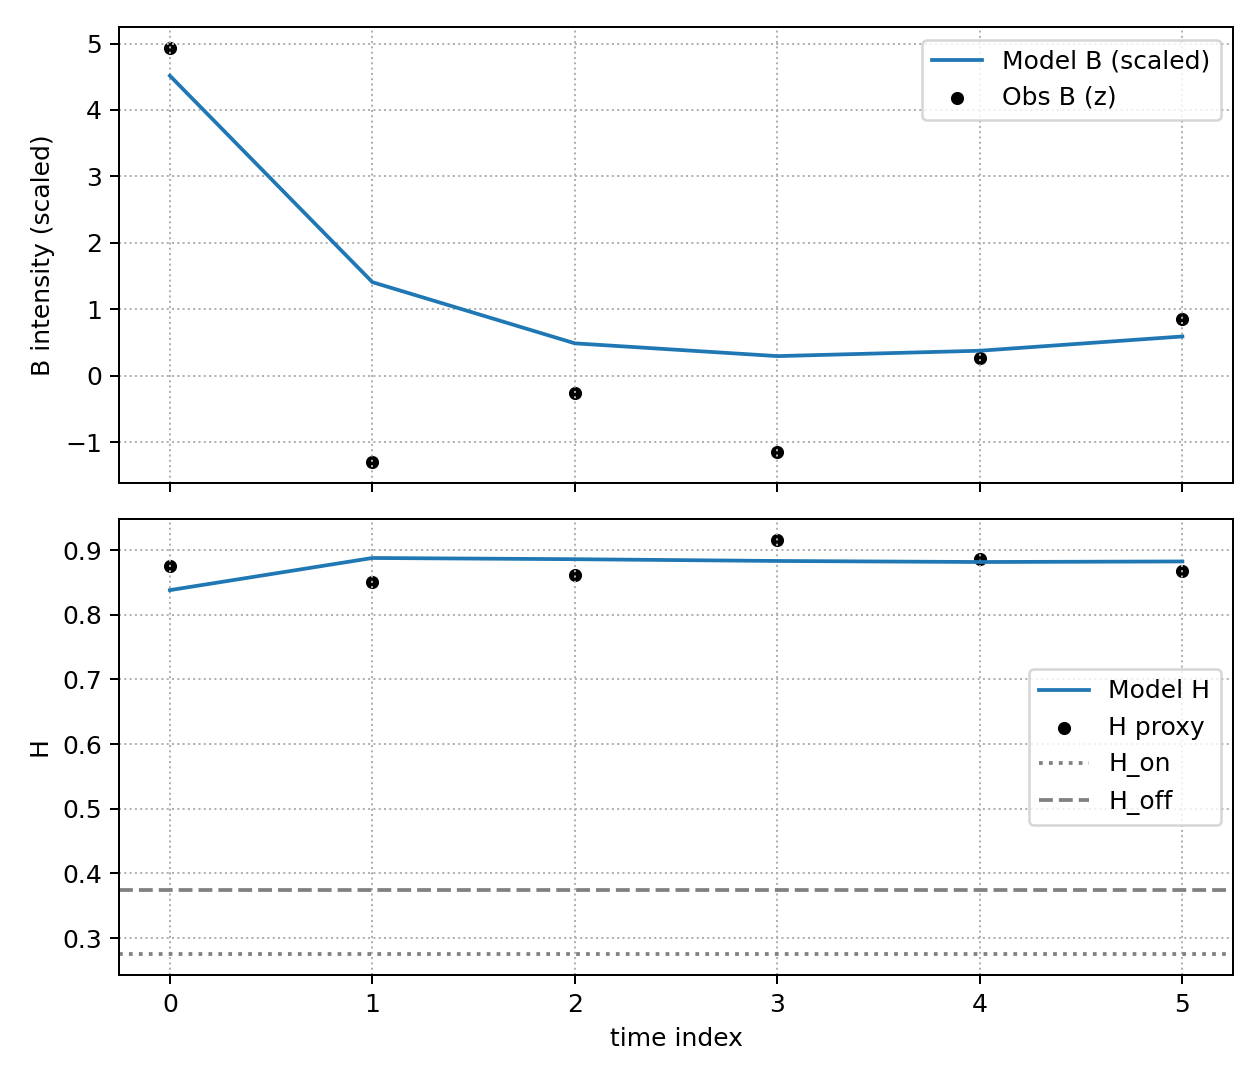 5
4
3
2
1
0
−1
B intensity (scaled)
Model B (scaled)
Obs B (z)
0.9
0.8
0.7
0.6
0.5
0.4
0.3
H
Model H
H proxy
H_on
H_off
0 1 2 3 4 5
time index